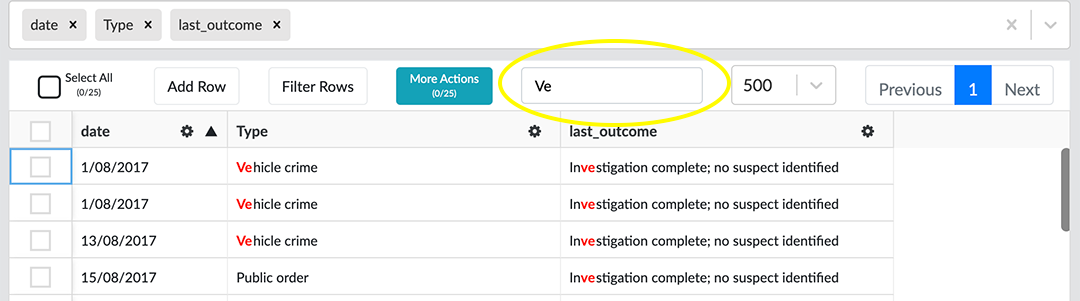 date × Type × last_outcome ×
Select All
(0/25)
Add Row
Filter Rows
More Actions
(0/25)
Ve
500
Previous 1 Next
date Type last_outcome
1/08/2017 Vehicle crime Investigation complete; no suspect identified
1/08/2017 Vehicle crime Investigation complete; no suspect identified
13/08/2017 Vehicle crime Investigation complete; no suspect identified
15/08/2017 Public order Investigation complete; no suspect identified